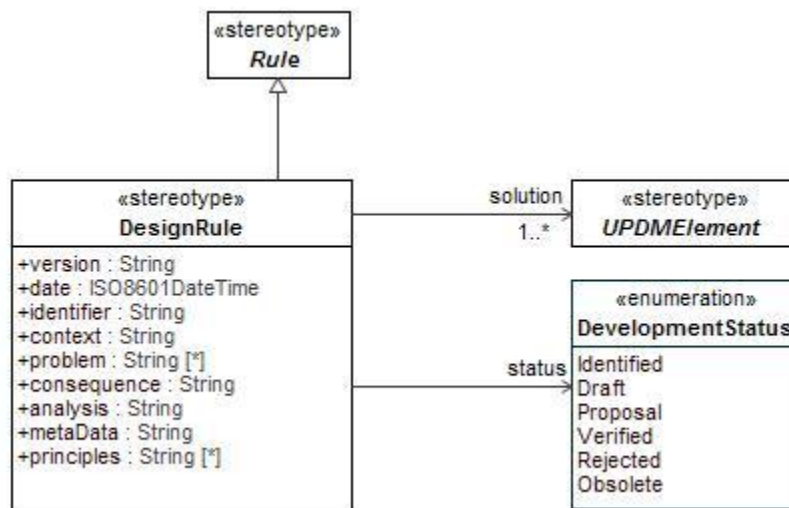 «stereotype»
Rule
«stereotype»
DesignRule
+version : String
+date : ISO8601DateTime
+identifier : String
+context : String
+problem : String [*]
+consequence : String
+analysis : String
+metaData : String
+principles : String [*]
solution
1..*
«stereotype»
UPDMElement
status
«enumeration»
DevelopmentStatus
Identified
Draft
Proposal
Verified
Rejected
Obsolete